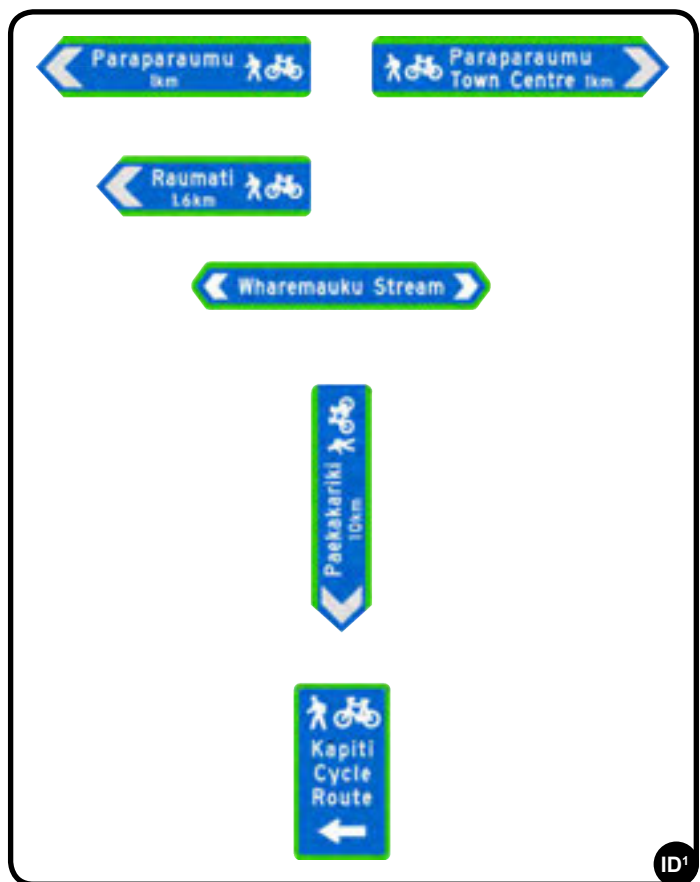 Paraparaumu
1km
Paraparaumu
Town Centre 1km
Raumati
1.6km
Wharemauku Stream
Paekakariki
10km
Kapiti
Cycle
Route
ID¹